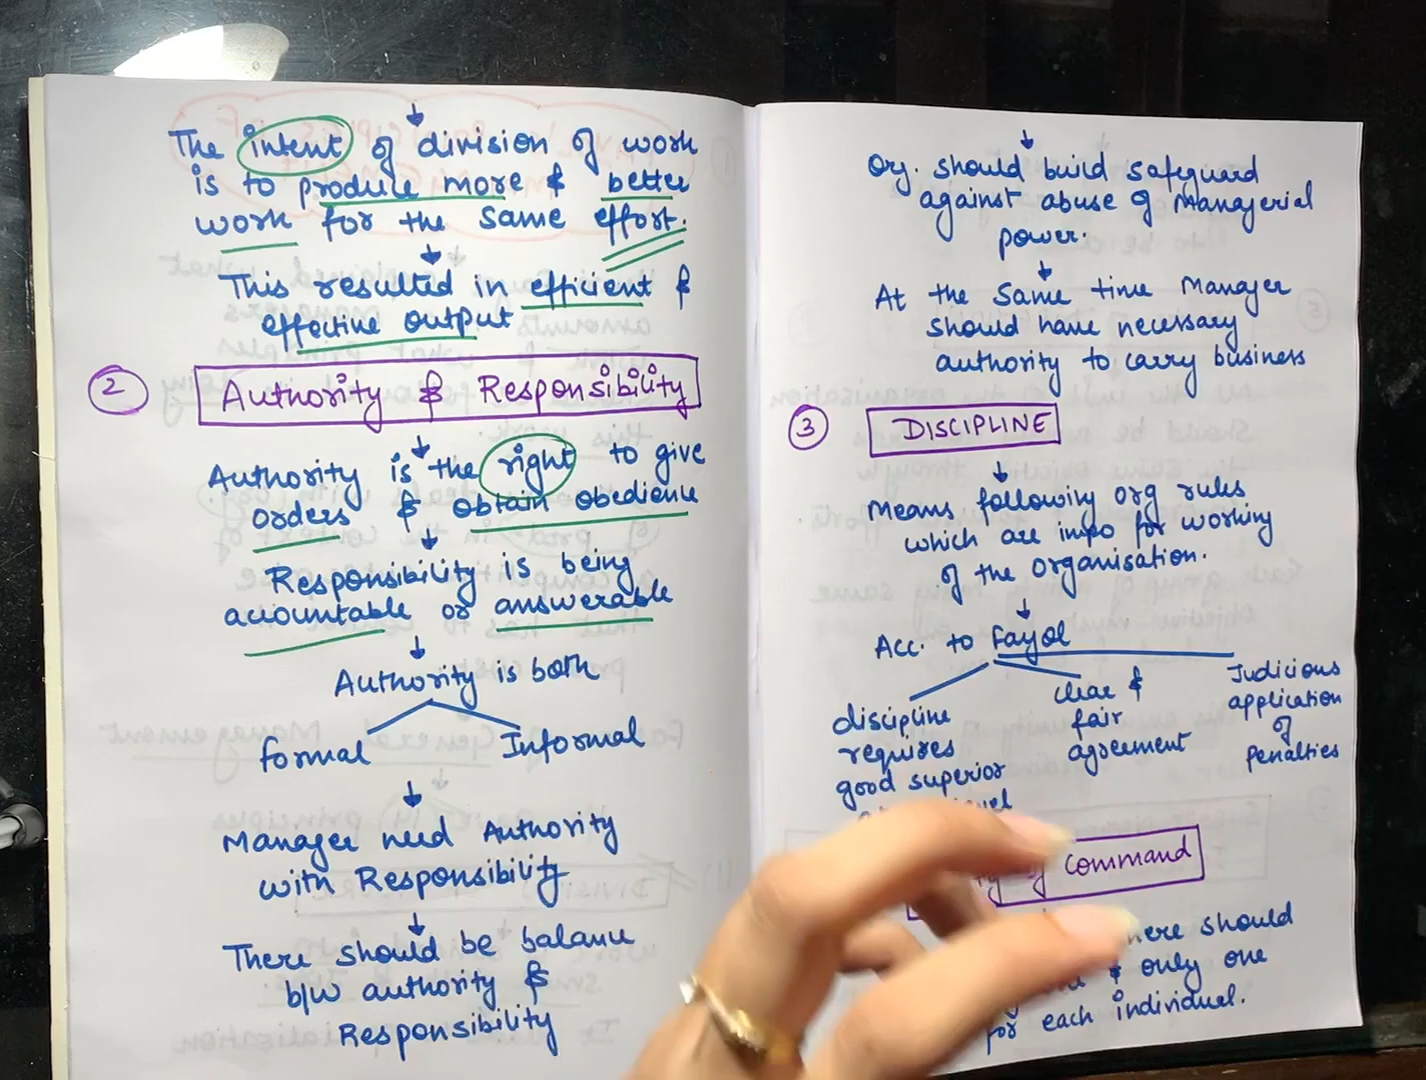 The intent of division of work
is to produce more & better
work for the same effort.
This resulted in efficient &
effective output
2 Authority & Responsibility
Authority is the right to give
orders & obtain obedience
Responsibility is being
accountable or answerable
Authority is both
formal Informal
Manager need Authority
with Responsibility
There should be balance
b/w authority &
Responsibility
Org. should build safeguard
against abuse of Managerial
power.
At the same time Manager
should have necessary
authority to carry business
3 DISCIPLINE
Means following org rules
which are impo for working
of the organisation.
Acc. to Fayol
discipline
requires
good superior
clear &
fair
agreement
Judicious
application
of
Penalties
of Command
should
& only one
for each individual.